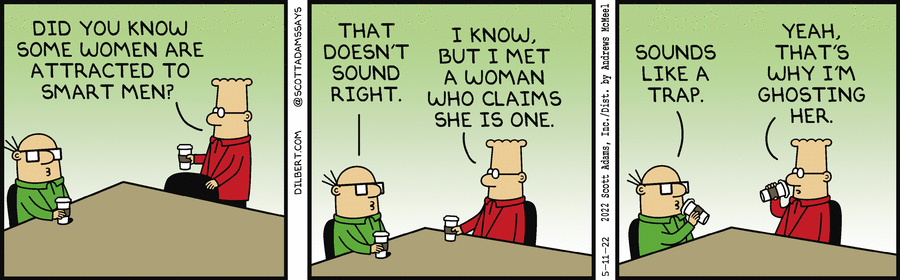 DID YOU KNOW
SOME WOMEN ARE
ATTRACTED TO
SMART MEN?
DILBERT.COM @SCOTTADAMSSAYS
THAT
DOESN'T
SOUND
RIGHT.
I KNOW,
BUT I MET
A WOMAN
WHO CLAIMS
SHE IS ONE.
5-11-22 2022 Scott Adams, Inc./Dist. by Andrews McMeel
SOUNDS
LIKE A
TRAP.
YEAH,
THAT'S
WHY I'M
GHOSTING
HER.